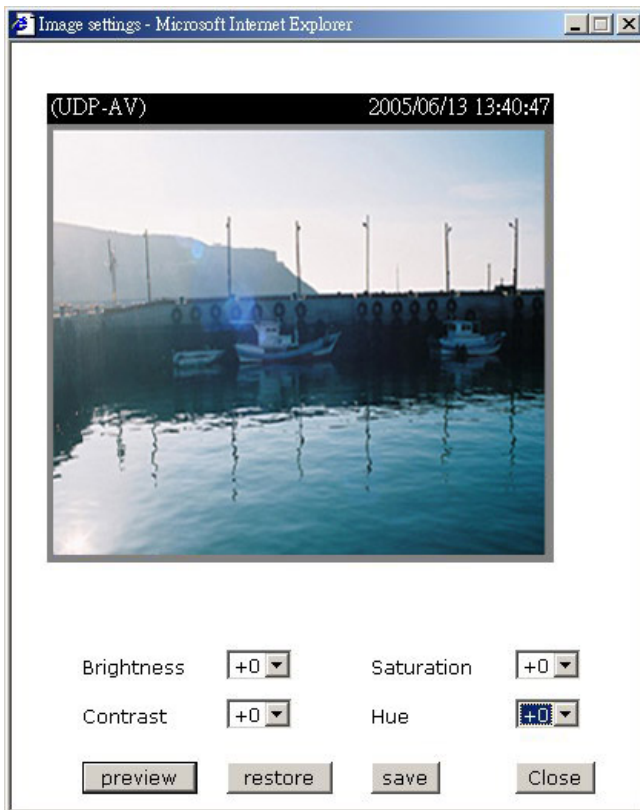 Image settings - Microsoft Internet Explorer
(UDP-AV) 2005/06/13 13:40:47
Brightness +0 Saturation +0
Contrast +0 Hue +0
preview restore save Close